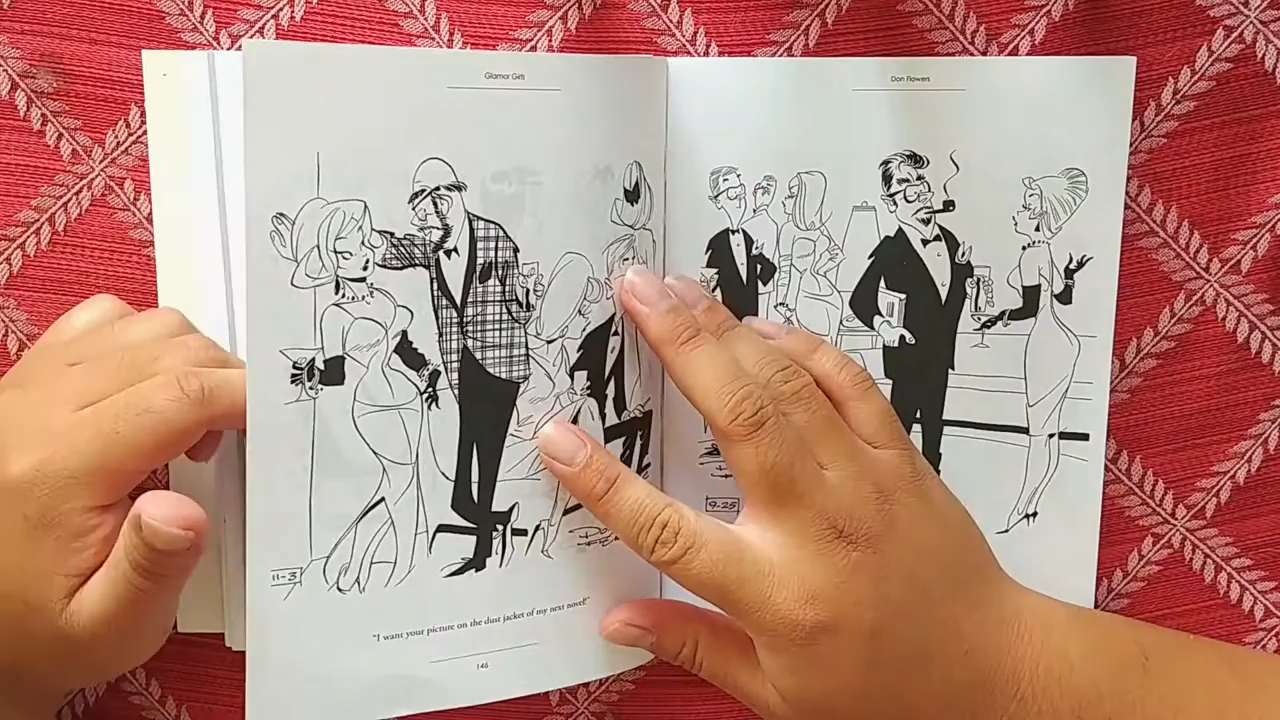 Glamor Girls
11-3
"I want your picture on the dust jacket of my next novel!"
146
Don Flowers
9-25